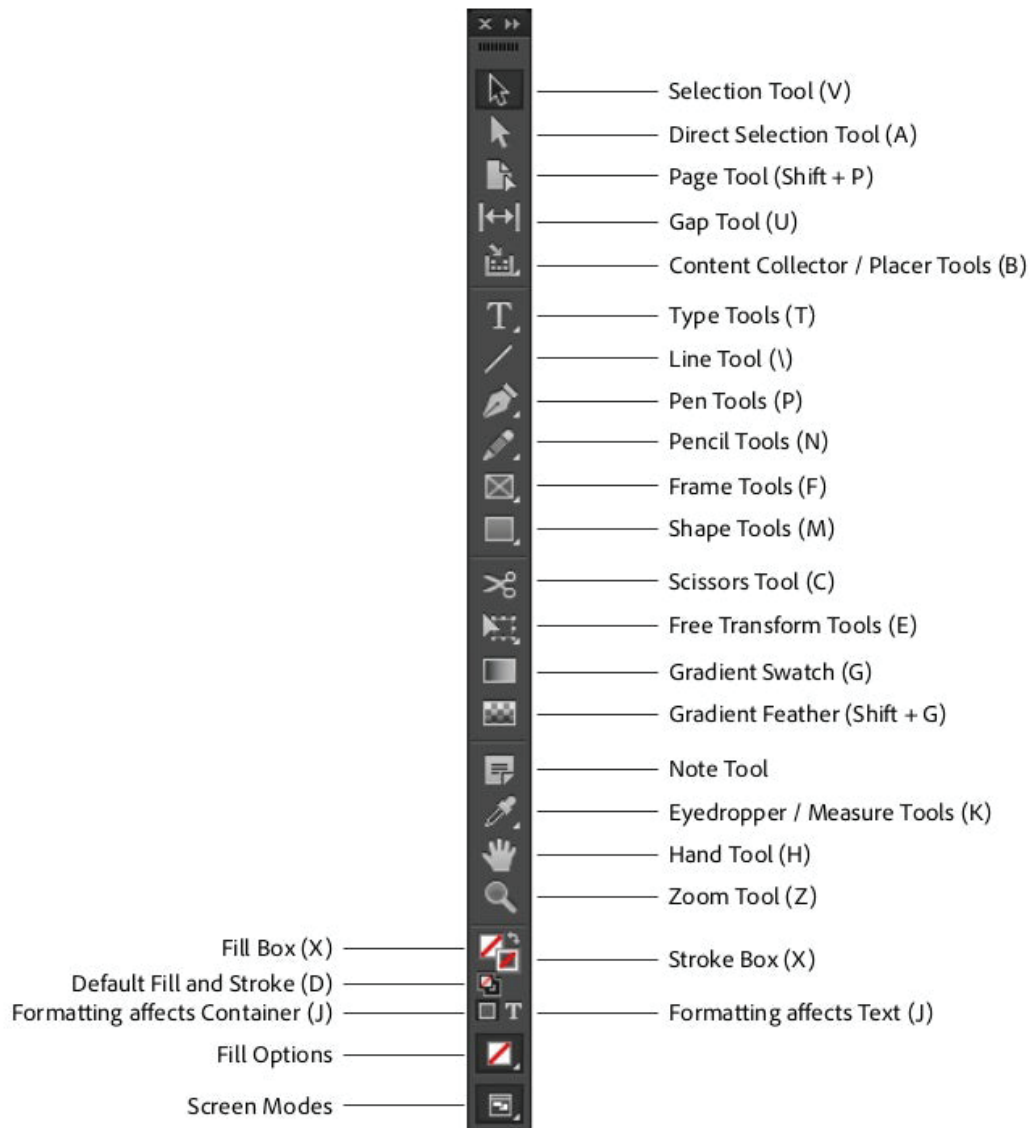 Selection Tool (V)
Direct Selection Tool (A)
Page Tool (Shift + P)
Gap Tool (U)
Content Collector / Placer Tools (B)
Type Tools (T)
Line Tool (\)
Pen Tools (P)
Pencil Tools (N)
Frame Tools (F)
Shape Tools (M)
Scissors Tool (C)
Free Transform Tools (E)
Gradient Swatch (G)
Gradient Feather (Shift + G)
Note Tool
Eyedropper / Measure Tools (K)
Hand Tool (H)
Zoom Tool (Z)
Fill Box (X)
Stroke Box (X)
Default Fill and Stroke (D)
Formatting affects Container (J)
Formatting affects Text (J)
Fill Options
Screen Modes